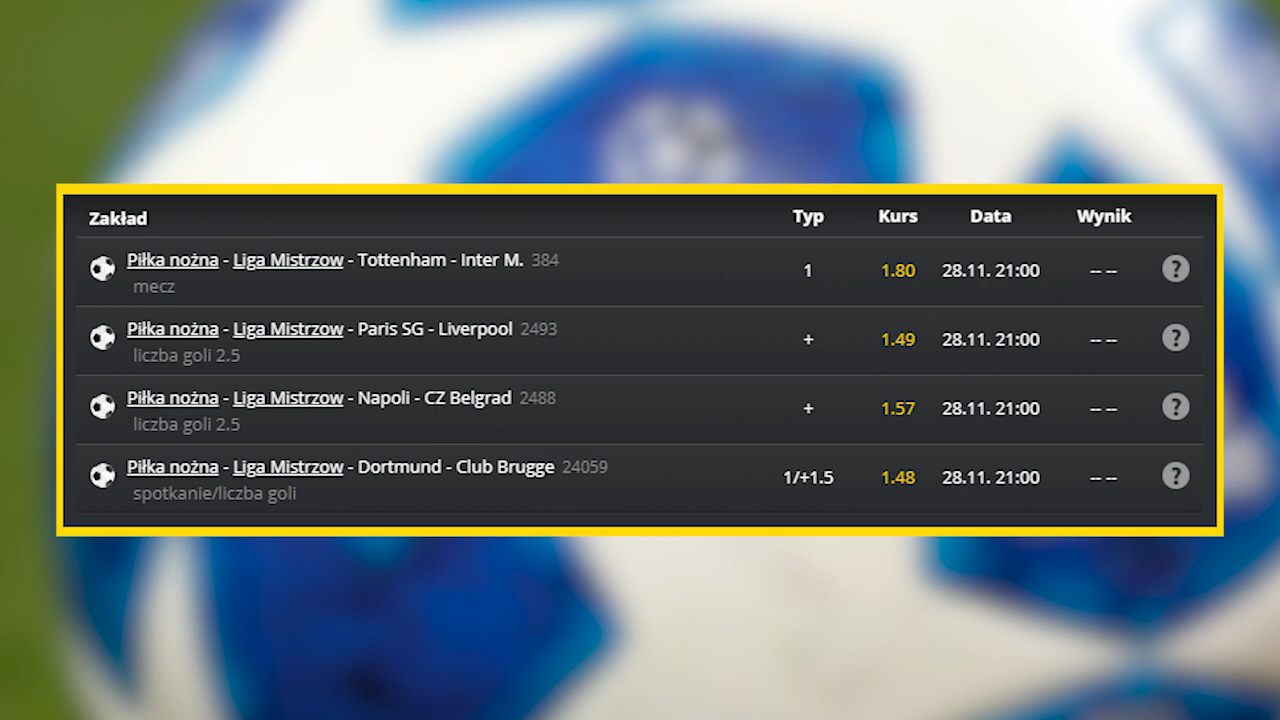 Zakład Typ Kurs Data Wynik
Piłka nożna - Liga Mistrzow - Tottenham - Inter M. 384 1 1.80 28.11. 21:00 -- -- ?
mecz
Piłka nożna - Liga Mistrzow - Paris SG - Liverpool 2493 + 1.49 28.11. 21:00 -- -- ?
liczba goli 2.5
Piłka nożna - Liga Mistrzow - Napoli - CZ Belgrad 2488 + 1.57 28.11. 21:00 -- -- ?
liczba goli 2.5
Piłka nożna - Liga Mistrzow - Dortmund - Club Brugge 24059 1/+1.5 1.48 28.11. 21:00 -- -- ?
spotkanie/liczba goli